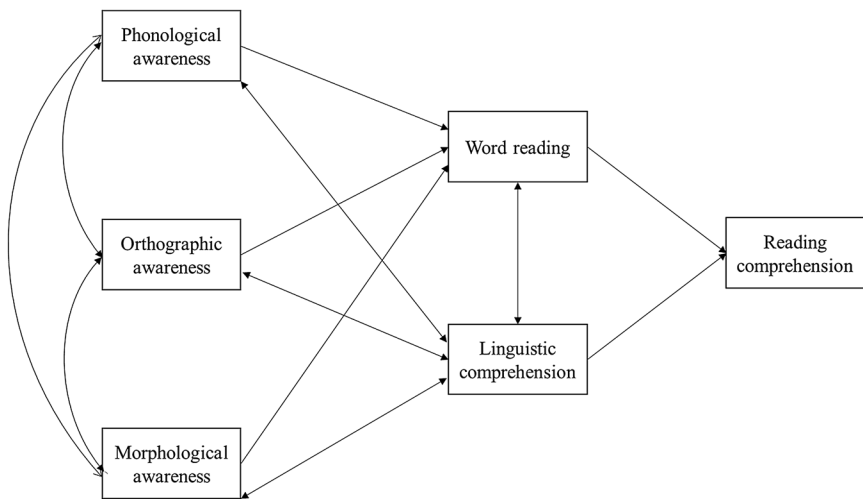 Phonological
awareness
Word reading
Orthographic
awareness
Reading
comprehension
Linguistic
comprehension
Morphological
awareness